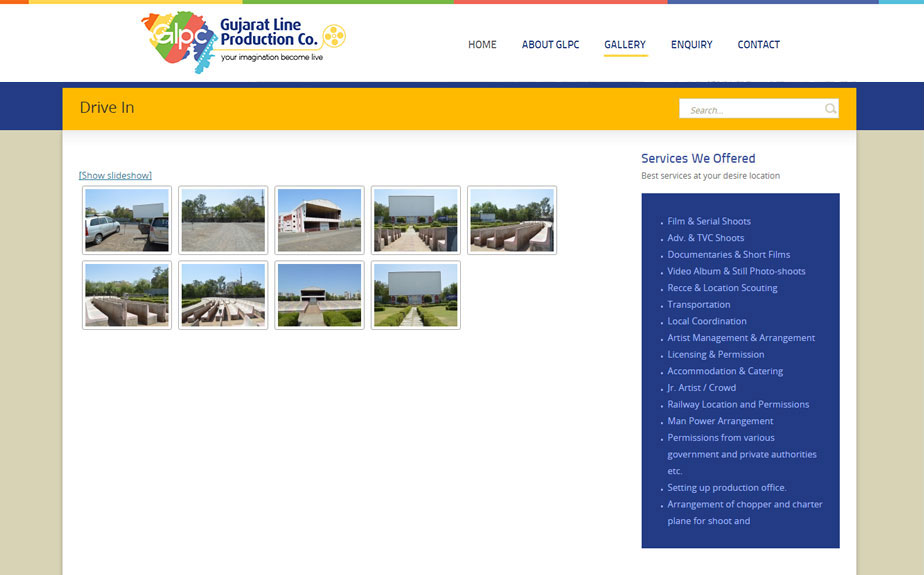 Glpc
Gujarat Line
Production Co.
your imagination become live
HOME
ABOUT GLPC
GALLERY
ENQUIRY
CONTACT
Drive In
Search...
[Show slideshow]
Services We Offered
Best services at your desire location
Film & Serial Shoots
Adv. & TVC Shoots
Documentaries & Short Films
Video Album & Still Photo-shoots
Recce & Location Scouting
Transportation
Local Coordination
Artist Management & Arrangement
Licensing & Permission
Accommodation & Catering
Jr. Artist / Crowd
Railway Location and Permissions
Man Power Arrangement
Permissions from various
government and private authorities
etc.
Setting up production office.
Arrangement of chopper and charter
plane for shoot and